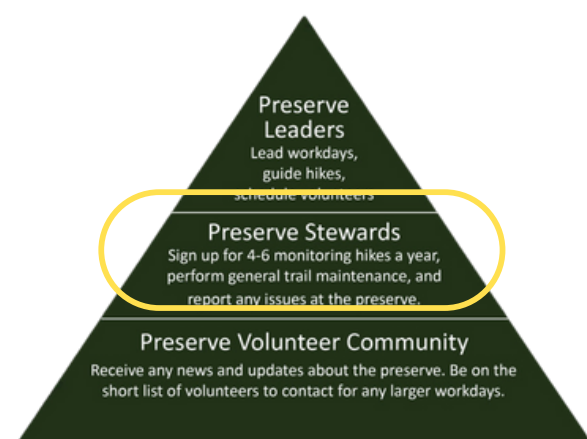 Preserve
Leaders
Lead workdays,
guide hikes,
schedule volunteers
Preserve Stewards
Sign up for 4-6 monitoring hikes a year,
perform general trail maintenance, and
report any issues at the preserve.
Preserve Volunteer Community
Receive any news and updates about the preserve. Be on the
short list of volunteers to contact for any larger workdays.